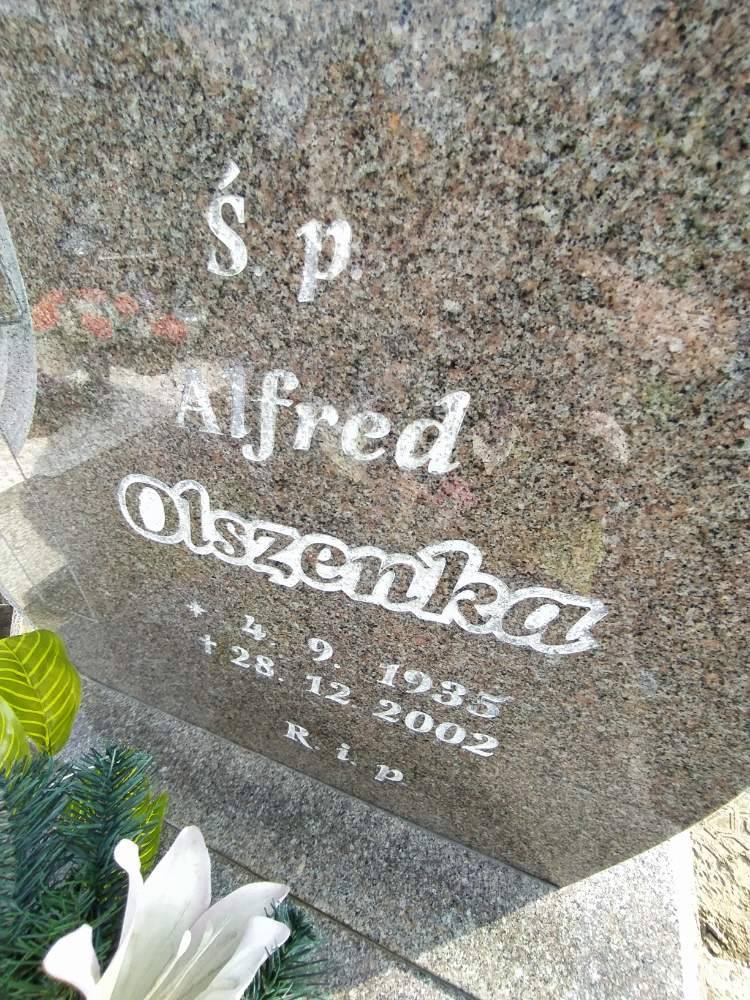 Ś. p.
Alfred
Olszenka
* 4. 9. 1935
+ 28. 12. 2002
R. i. p.